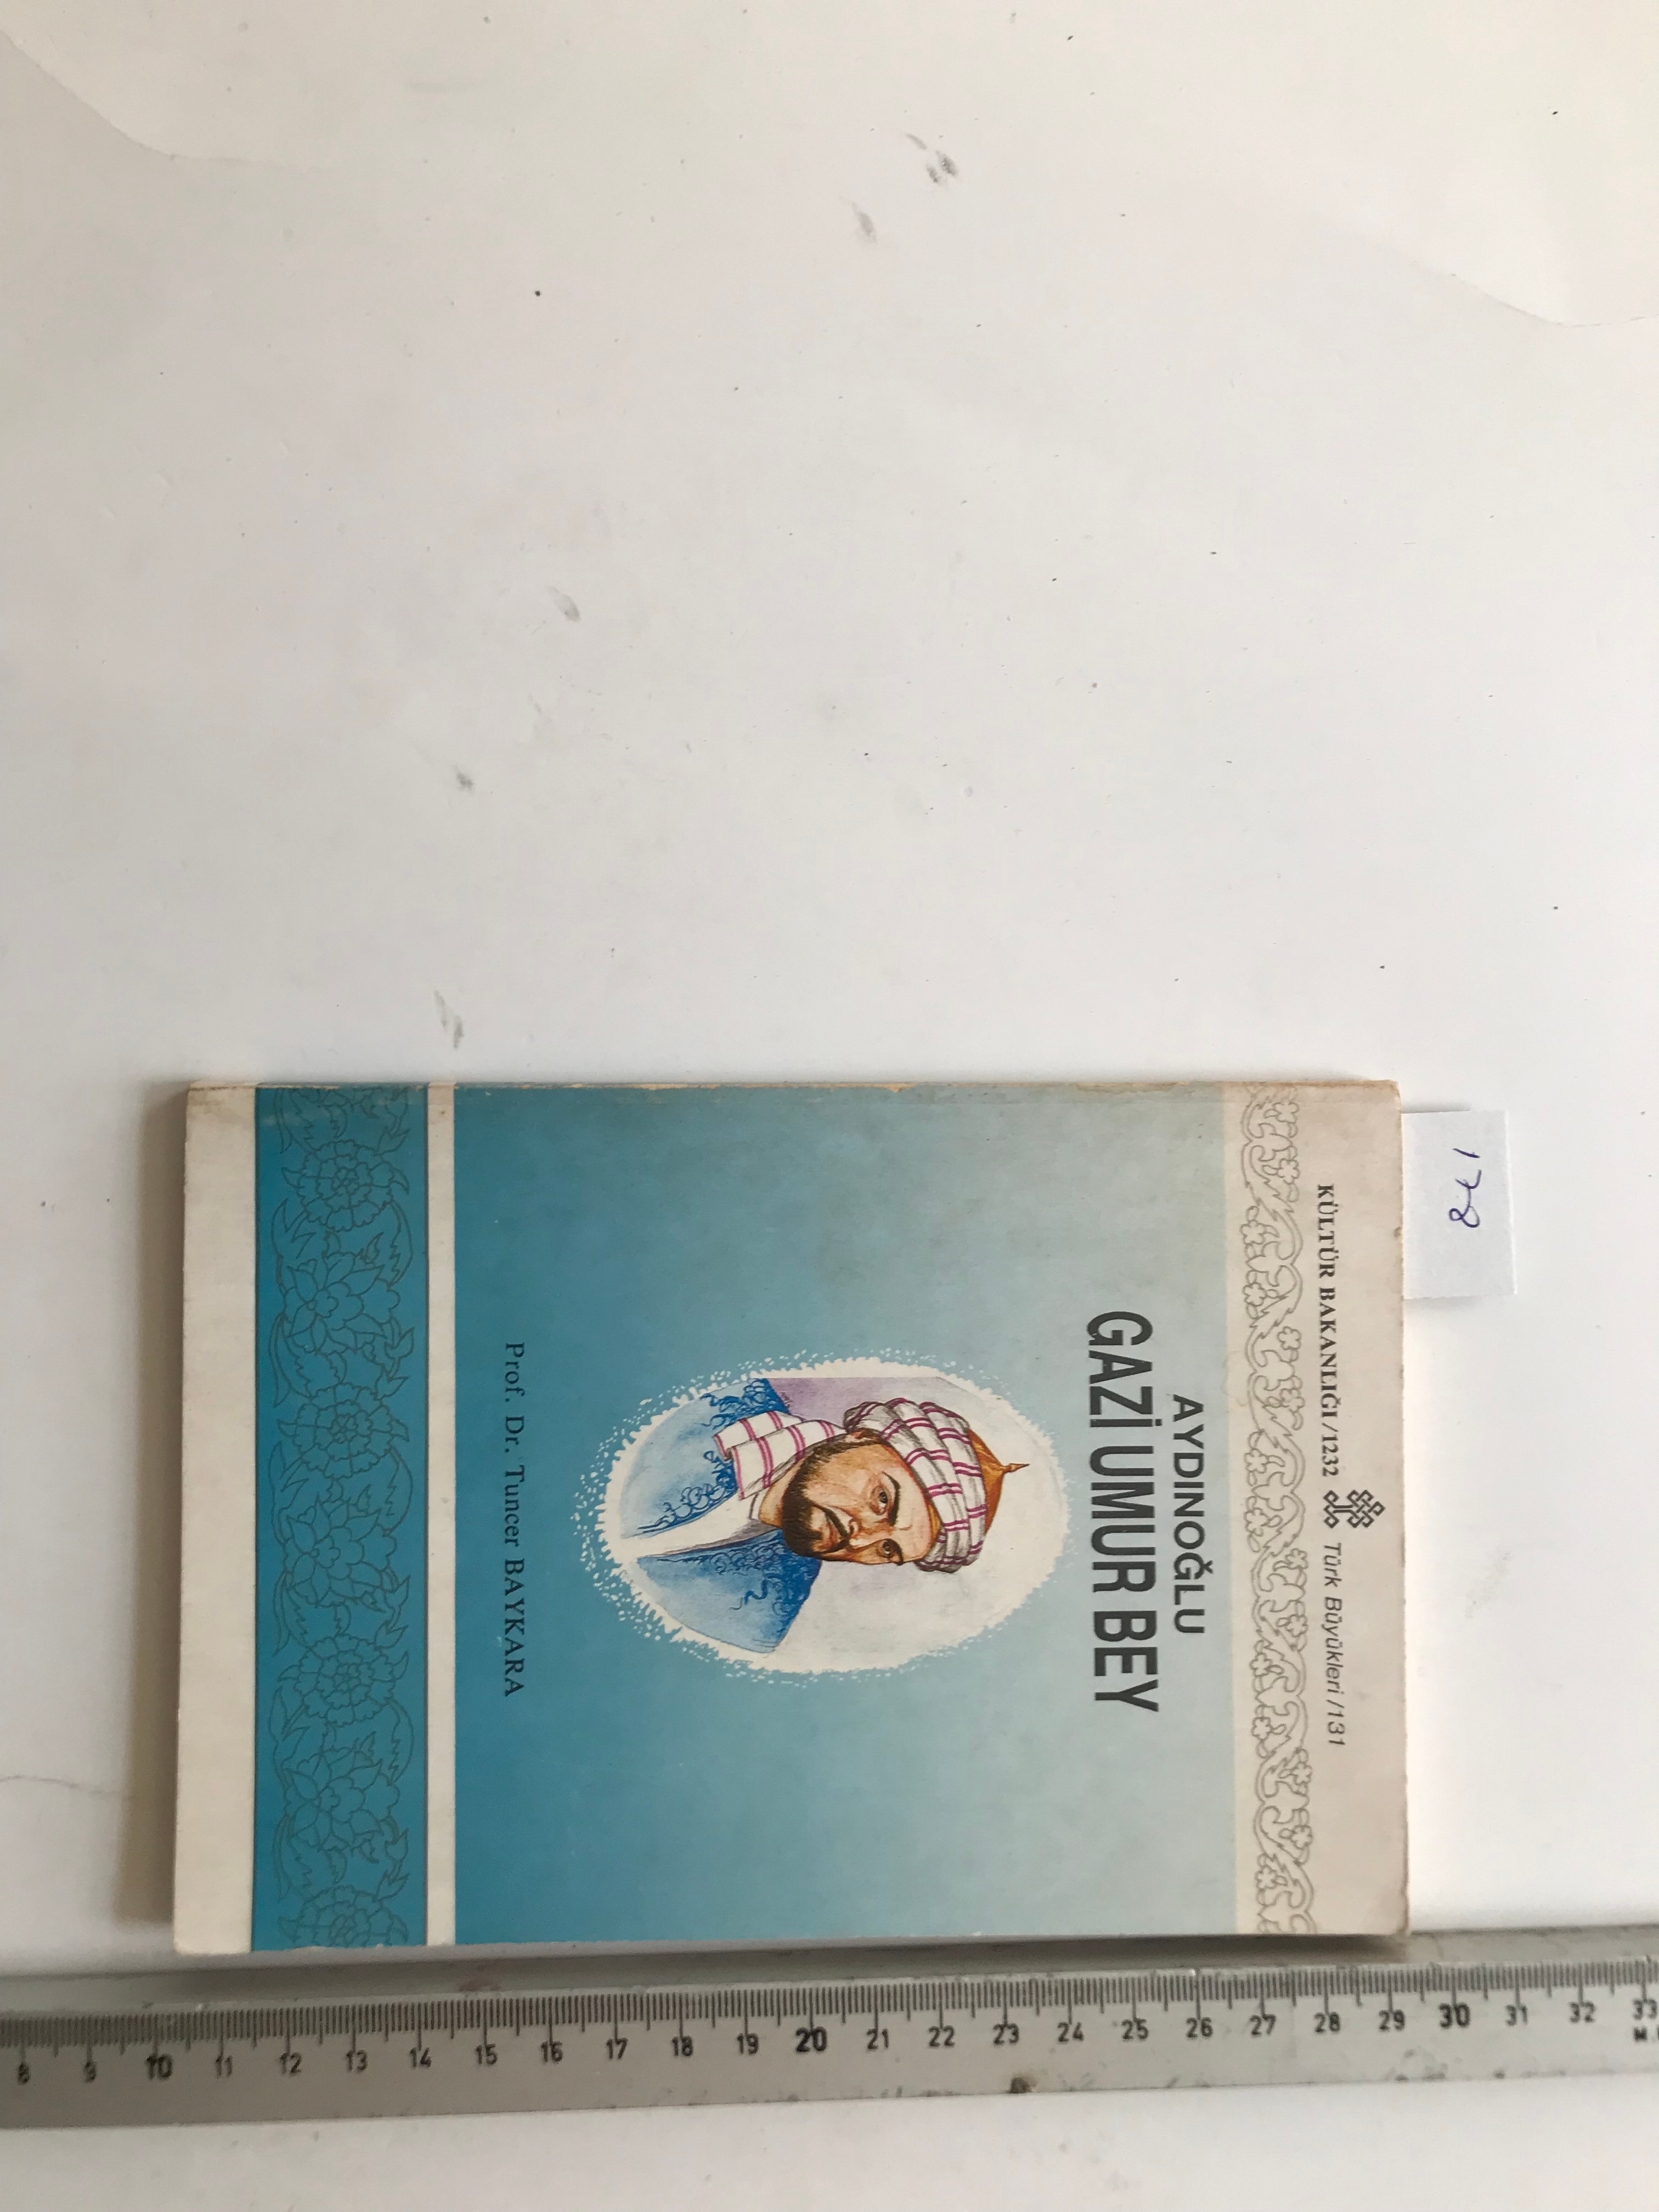 178
KÜLTÜR BAKANLIĞI/1232 Türk Büyükleri/131
AYDINOĞLU
GAZİ UMUR BEY
Prof. Dr. Tuncer BAYKARA
8 9 10 11 12 13 14 15 16 17 18 19 20 21 22 23 24 25 26 27 28 29 30 31 32 33